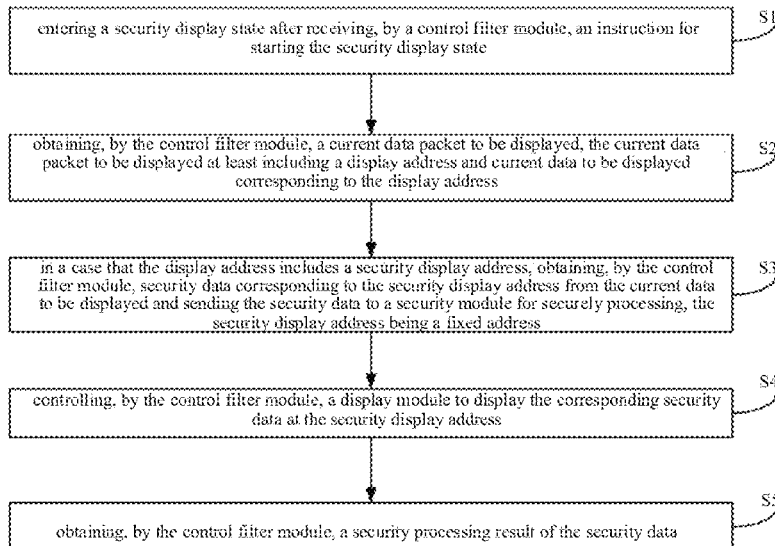 S1
entering a security display state after receiving, by a control filter module, an instruction for
starting the security display state
S2
obtaining, by the control filter module, a current data packet to be displayed, the current data
packet to be displayed at least including a display address and current data to be displayed
corresponding to the display address
S3
in a case that the display address includes a security display address, obtaining, by the control
filter module, security data corresponding to the security display address from the current data
to be displayed and sending the security data to a security module for securely processing, the
security display address being a fixed address
S4
controlling, by the control filter module, a display module to display the corresponding security
data at the security display address
S5
obtaining, by the control filter module, a security processing result of the security data